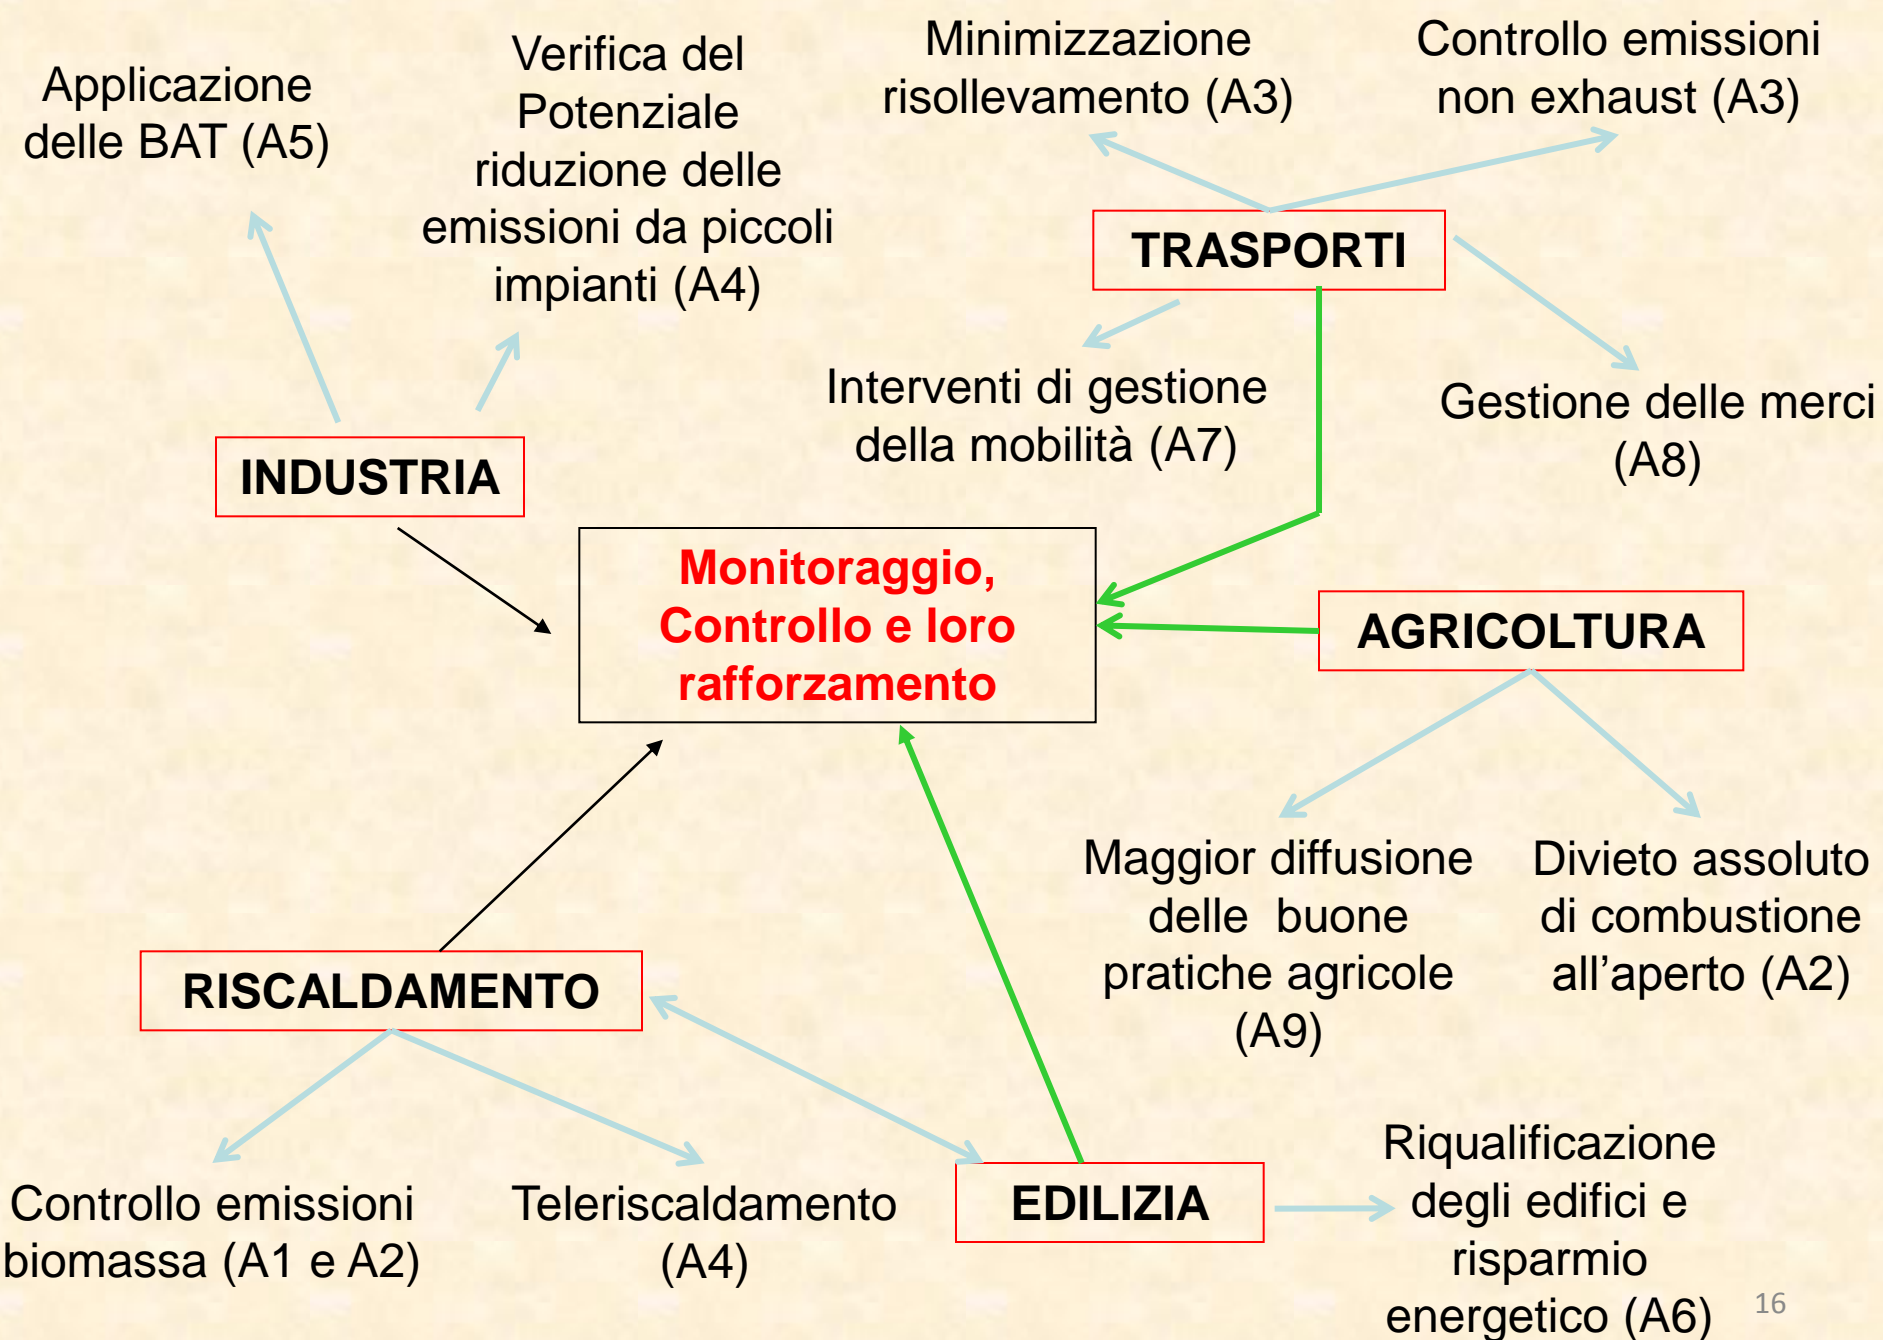 Applicazione
delle BAT (A5)
Verifica del
Potenziale
riduzione delle
emissioni da piccoli
impianti (A4)
Minimizzazione
risollevamento (A3)
Controllo emissioni
non exhaust (A3)
TRASPORTI
Interventi di gestione
della mobilità (A7)
Gestione delle merci
(A8)
INDUSTRIA
Monitoraggio,
Controllo e loro
rafforzamento
AGRICOLTURA
Maggior diffusione
delle buone
pratiche agricole
(A9)
Divieto assoluto
di combustione
all’aperto (A2)
RISCALDAMENTO
Controllo emissioni
biomassa (A1 e A2)
Teleriscaldamento
(A4)
EDILIZIA
Riqualificazione
degli edifici e
risparmio
energetico (A6)
16